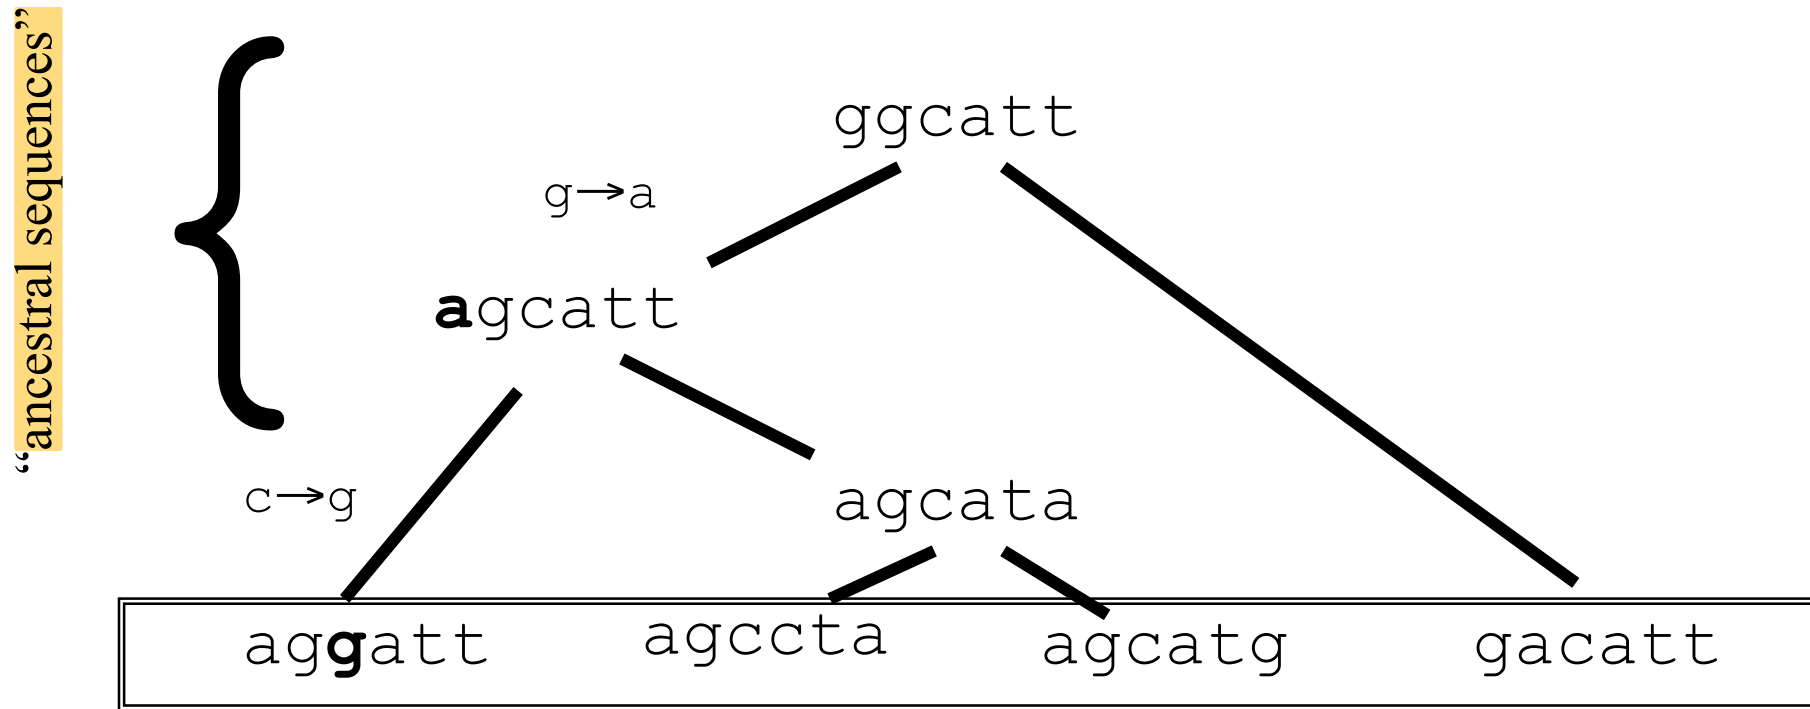 “ancestral sequences”
ggcatt
g→a
agcatt
c→g
agcata
aggatt agccta agcatg gacatt